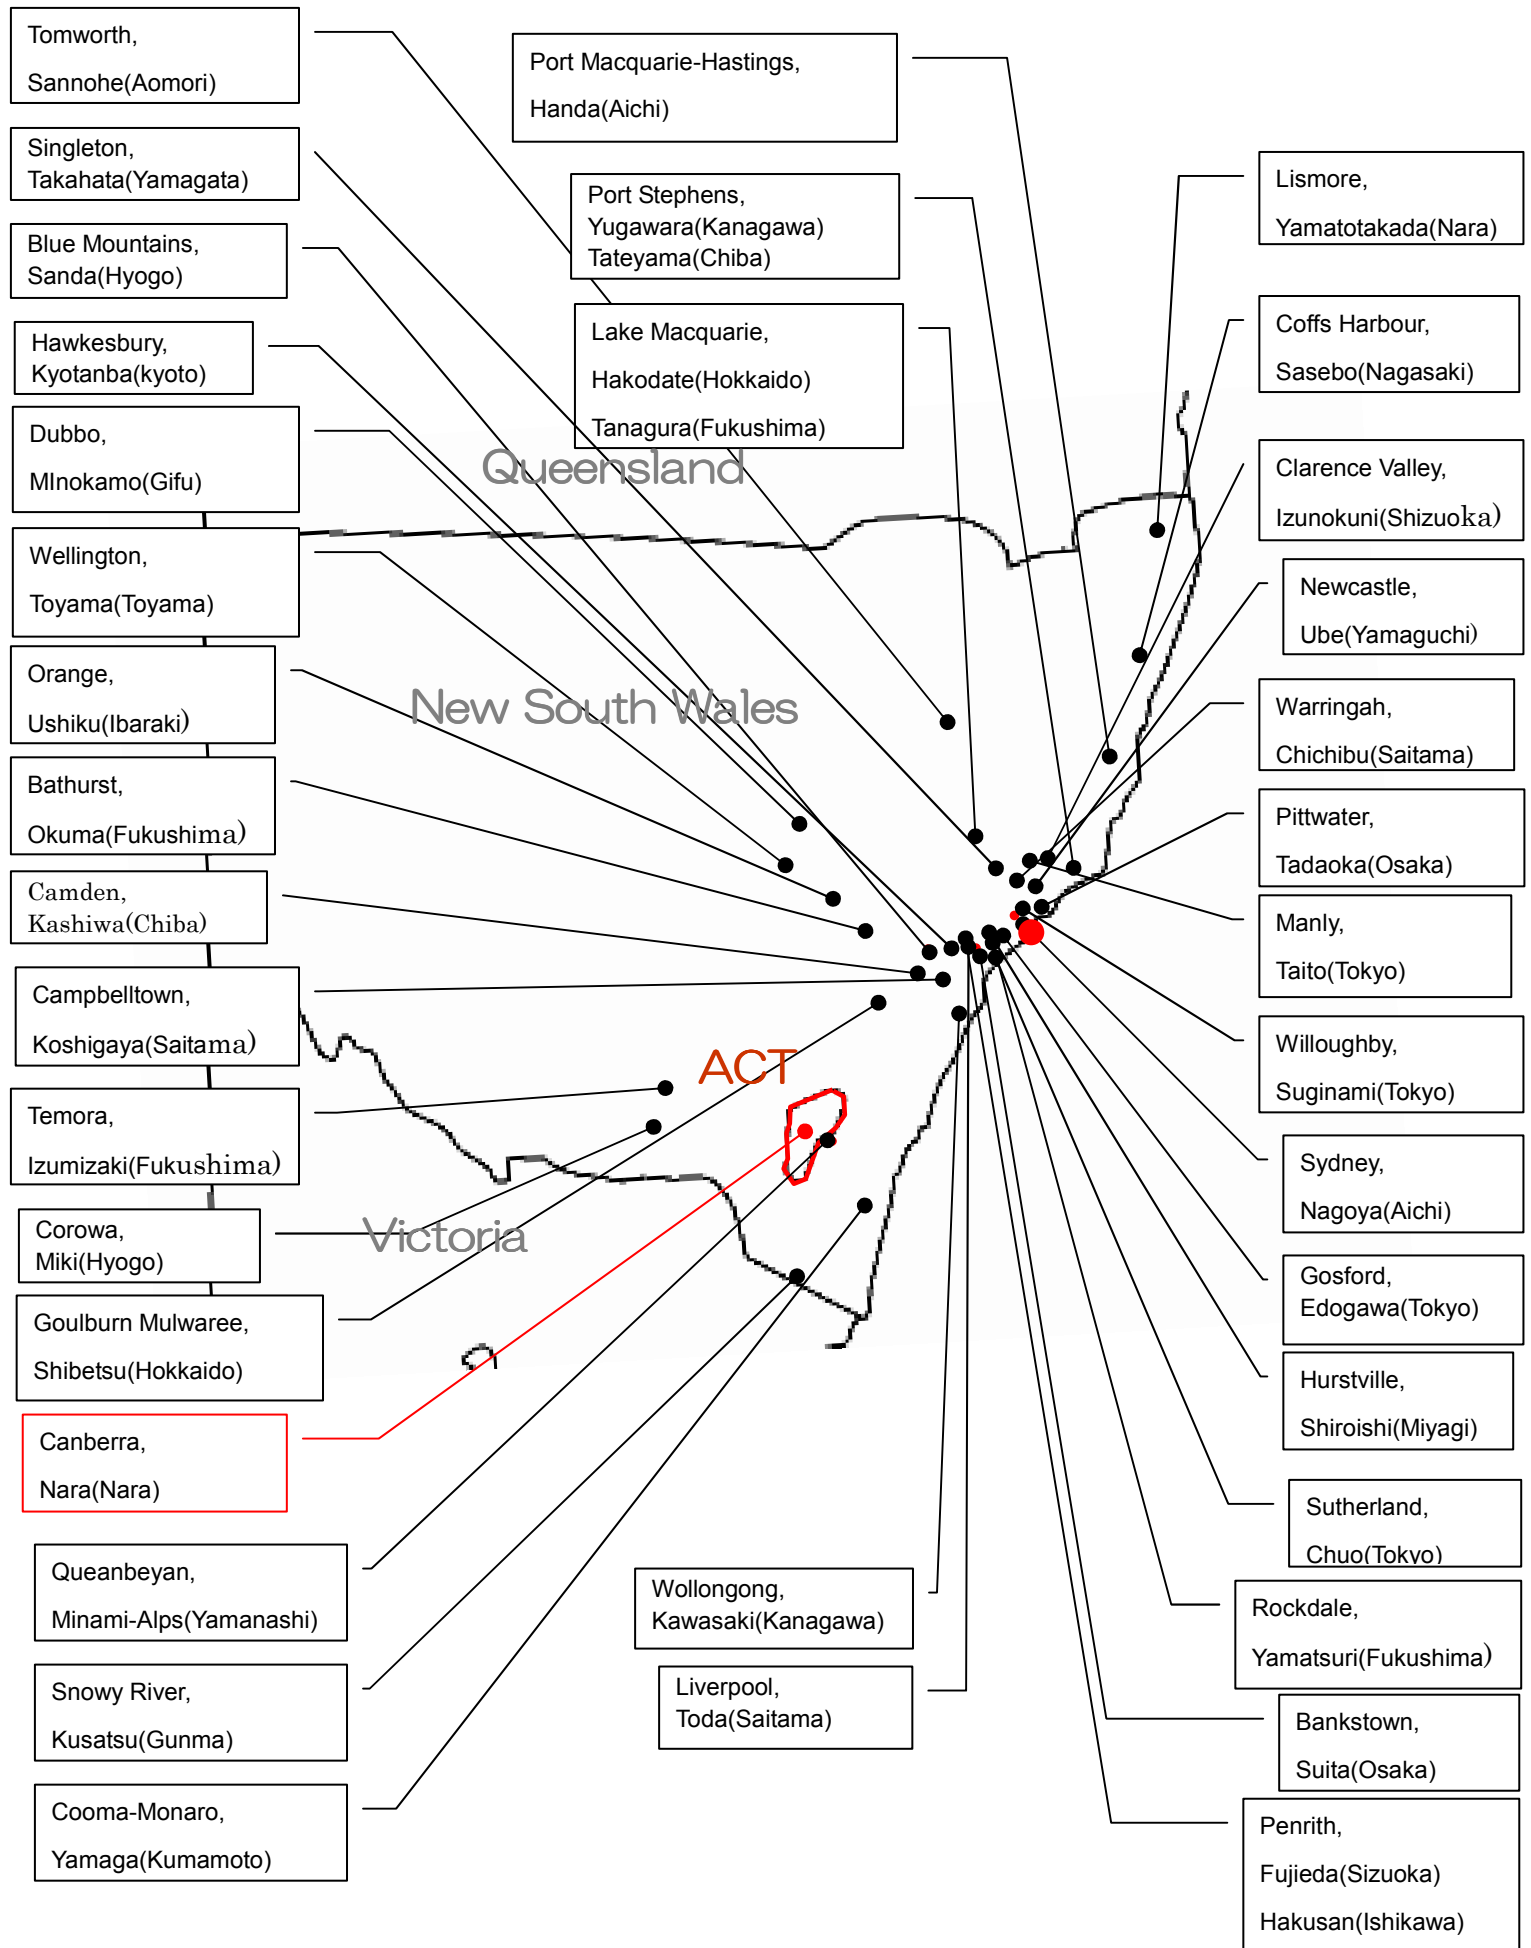 Tomworth,
Sannohe(Aomori)
Singleton,
Takahata(Yamagata)
Blue Mountains,
Sanda(Hyogo)
Hawkesbury,
Kyotanba(kyoto)
Dubbo,
MInokamo(Gifu)
Wellington,
Toyama(Toyama)
Orange,
Ushiku(Ibaraki)
Bathurst,
Okuma(Fukushima)
Camden,
Kashiwa(Chiba)
Campbelltown,
Koshigaya(Saitama)
Temora,
Izumizaki(Fukushima)
Corowa,
Miki(Hyogo)
Goulburn Mulwaree,
Shibetsu(Hokkaido)
Canberra,
Nara(Nara)
Queanbeyan,
Minami-Alps(Yamanashi)
Snowy River,
Kusatsu(Gunma)
Cooma-Monaro,
Yamaga(Kumamoto)
Port Macquarie-Hastings,
Handa(Aichi)
Port Stephens,
Yugawara(Kanagawa)
Tateyama(Chiba)
Lake Macquarie,
Hakodate(Hokkaido)
Tanagura(Fukushima)
Queensland
New South Wales
ACT
Victoria
Wollongong,
Kawasaki(Kanagawa)
Liverpool,
Toda(Saitama)
Lismore,
Yamatotakada(Nara)
Coffs Harbour,
Sasebo(Nagasaki)
Clarence Valley,
Izunokuni(Shizuoka)
Newcastle,
Ube(Yamaguchi)
Warringah,
Chichibu(Saitama)
Pittwater,
Tadaoka(Osaka)
Manly,
Taito(Tokyo)
Willoughby,
Suginami(Tokyo)
Sydney,
Nagoya(Aichi)
Gosford,
Edogawa(Tokyo)
Hurstville,
Shiroishi(Miyagi)
Sutherland,
Chuo(Tokyo)
Rockdale,
Yamatsuri(Fukushima)
Bankstown,
Suita(Osaka)
Penrith,
Fujieda(Sizuoka)
Hakusan(Ishikawa)